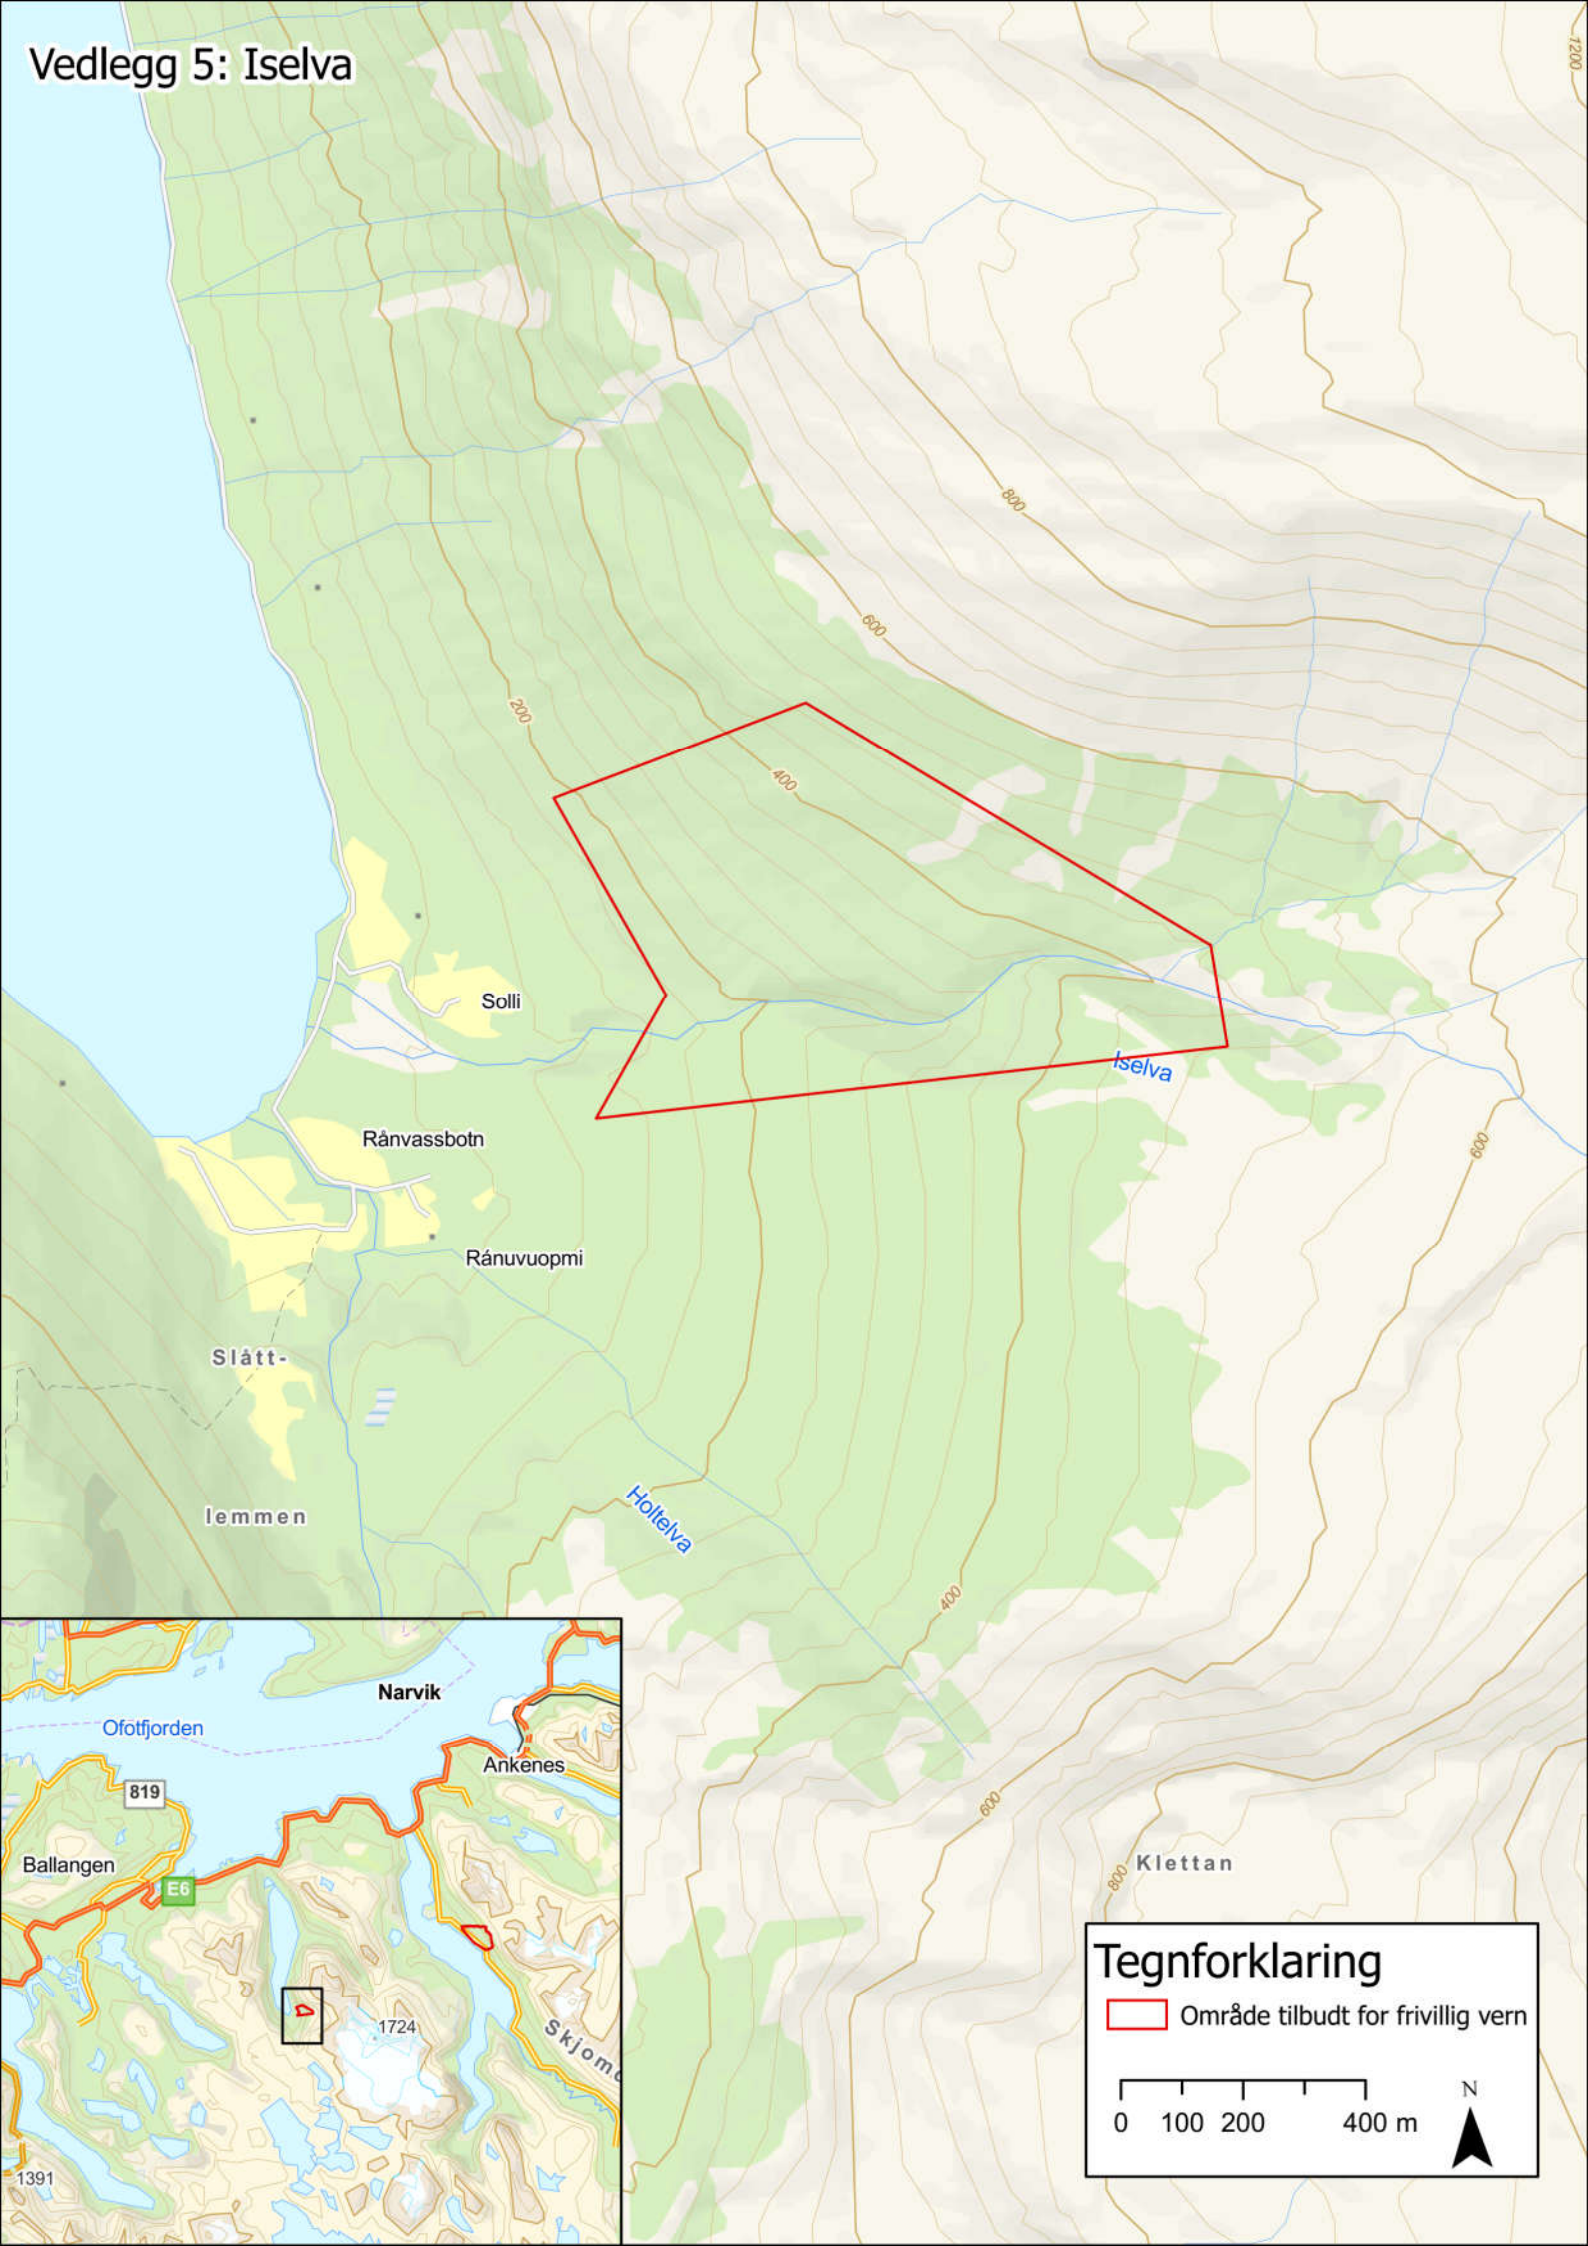 Vedlegg 5: Iselva
1200
800
600
200
400
Solli
Iselva
Rånvassbotn
600
Ránuvuopmi
Slått-
Holtelva
lemmen
400
Narvik
Ofotfjorden
Ankenes
819
600
Ballangen
Klettan
800
E6
Tegnforklaring
Område tilbudt for frivillig vern
1724
N
0 100 200 400 m
1391